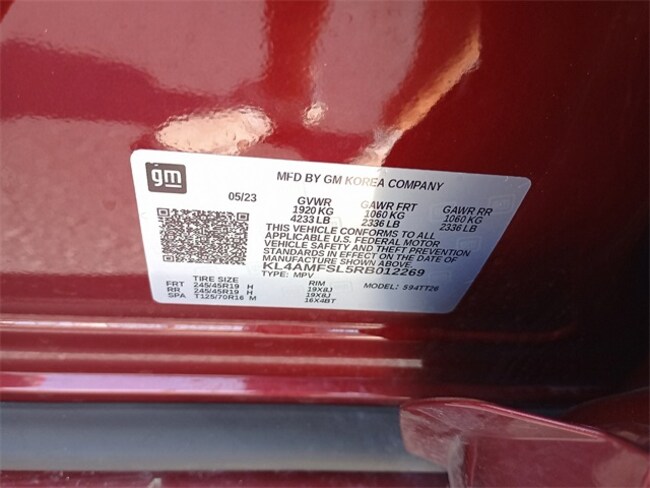 gm
MFD BY GM KOREA COMPANY
05/23
GVWR GAWR FRT GAWR RR
1920 KG 1060 KG 1060 KG
4233 LB 2336 LB 2336 LB
THIS VEHICLE CONFORMS TO ALL
APPLICABLE U.S. FEDERAL MOTOR
VEHICLE SAFETY AND THEFT PREVENTION
STANDARDS IN EFFECT ON THE DATE OF
MANUFACTURE SHOWN ABOVE
KL4AMFSL5RB012269
TYPE: MPV MODEL: S94TT26
TIRE SIZE RIM
FRT 245/45R19 H 19X8J
RR 245/45R19 H 19X8J
SPA T125/70R16 M 16X4BT